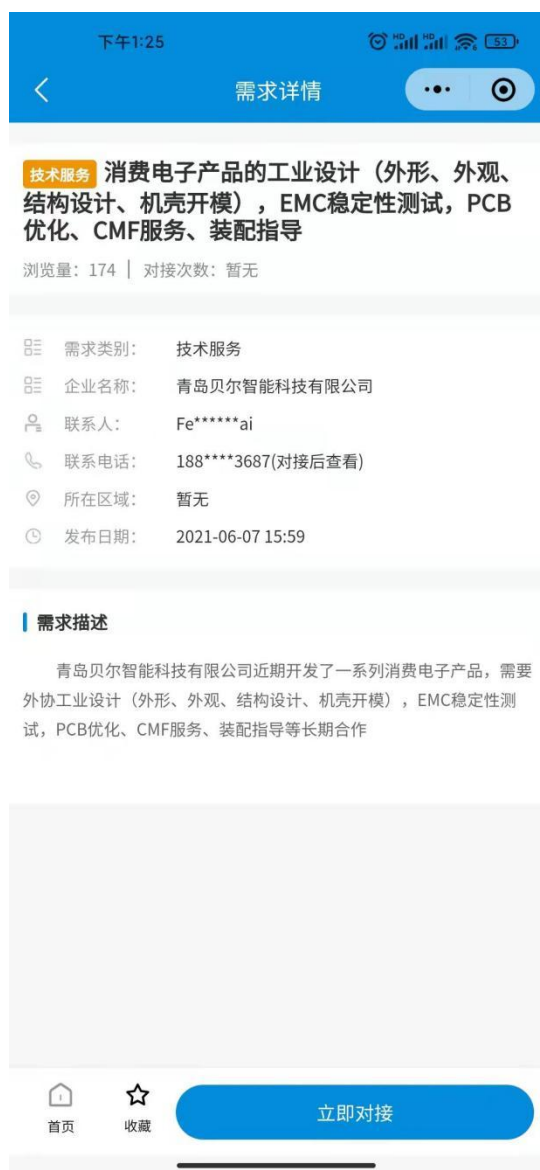 下午1:25
HD
HD
53
需求详情
技术服务 消费电子产品的工业设计（外形、外观、
结构设计、机壳开模），EMC稳定性测试，PCB
优化、CMF服务、装配指导
浏览量：174 | 对接次数：暂无
需求类别： 技术服务
企业名称： 青岛贝尔智能科技有限公司
联系人： Fe******ai
联系电话： 188****3687(对接后查看)
所在区域： 暂无
发布日期： 2021-06-07 15:59
需求描述
青岛贝尔智能科技有限公司近期开发了一系列消费电子产品，需要
外协工业设计（外形、外观、结构设计、机壳开模），EMC稳定性测
试，PCB优化、CMF服务、装配指导等长期合作
首页
收藏
立即对接